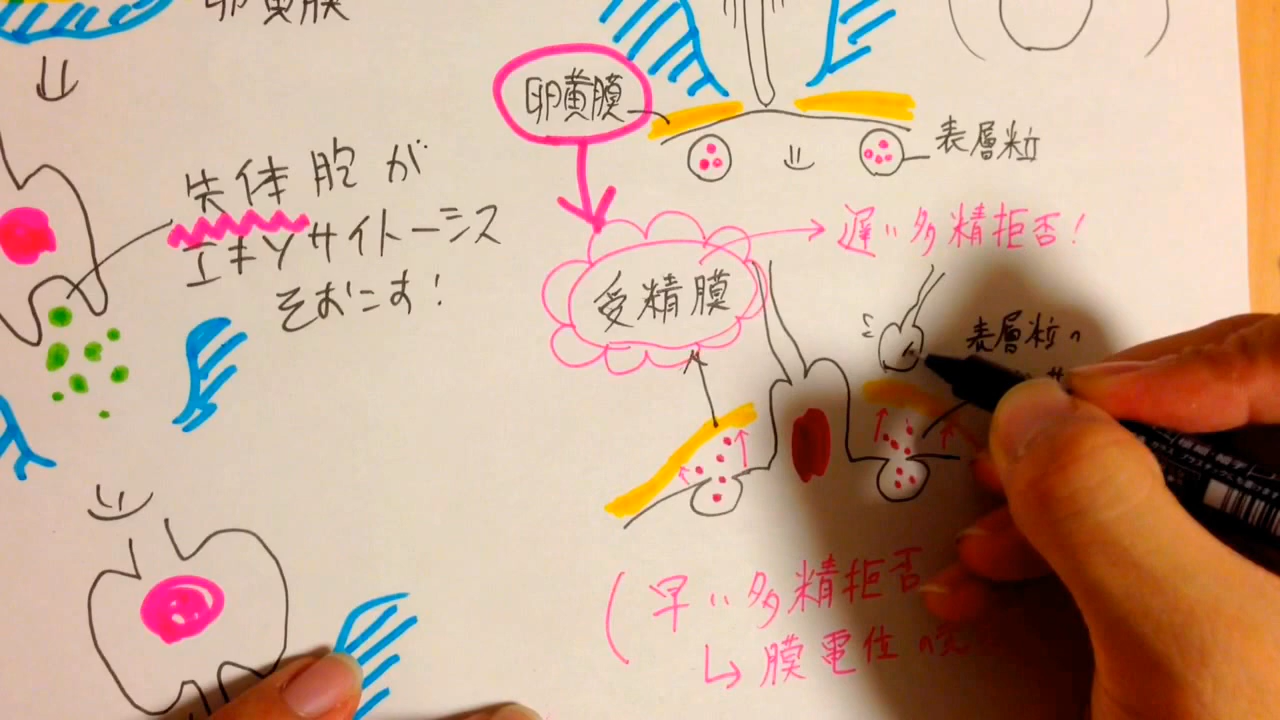 卵黄膜
卵黄膜
表層粒
先体胞が
エキソサイトーシス
をおこす!
遅い多精拒否!
受精膜
表層粒の
(早い多精拒否
↳膜電位の